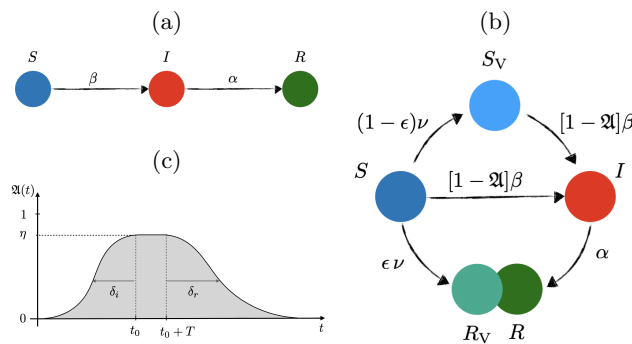 (a)
S
I
R
β
α
(b)
S_V
(1−ϵ)ν
[1−𝔄]β
S
[1−𝔄]β
I
ϵ ν
α
R_V
R
(c)
𝔄(t)
1
η
δ_i
δ_r
0
t_0
t_0 + T
t